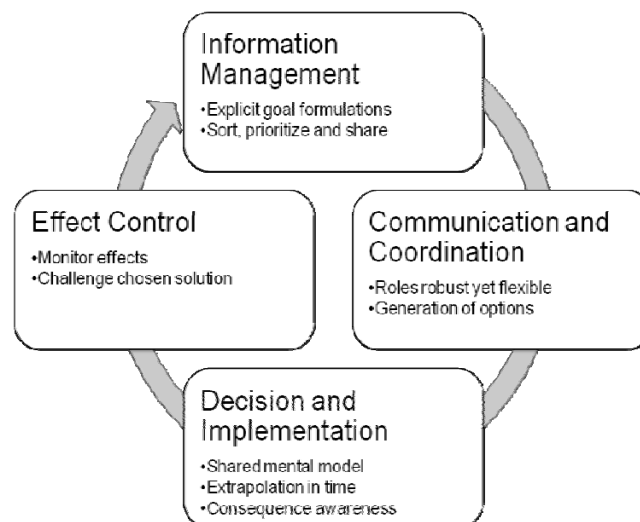 Information
Management
•Explicit goal formulations
•Sort, prioritize and share
Effect Control
•Monitor effects
•Challenge chosen solution
Communication and
Coordination
•Roles robust yet flexible
•Generation of options
Decision and
Implementation
•Shared mental model
•Extrapolation in time
•Consequence awareness